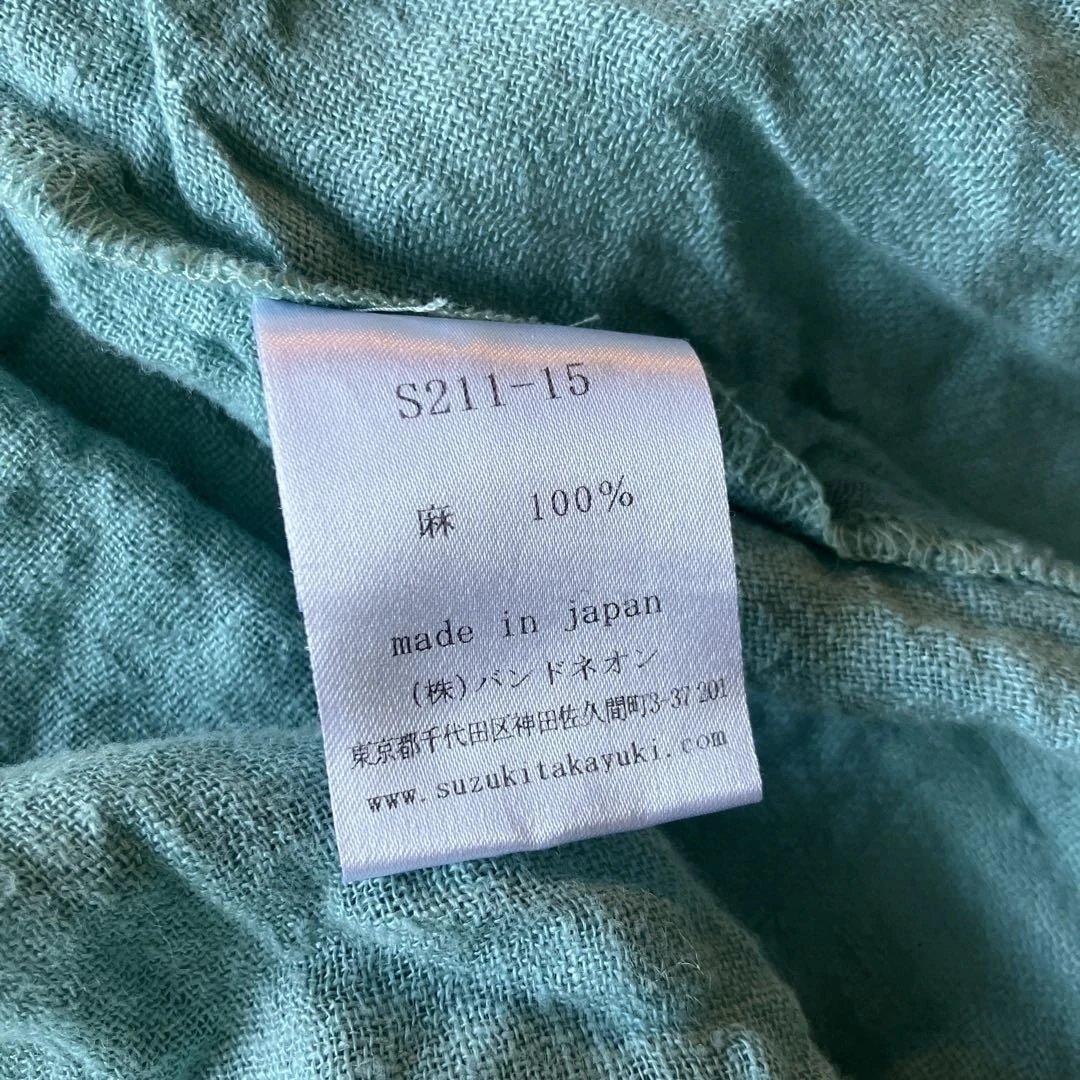 S211-15
麻 100%
made in japan
(株)バンドネオン
東京都千代田区神田佐久間町3-37 201
www.suzukitakayuki.com